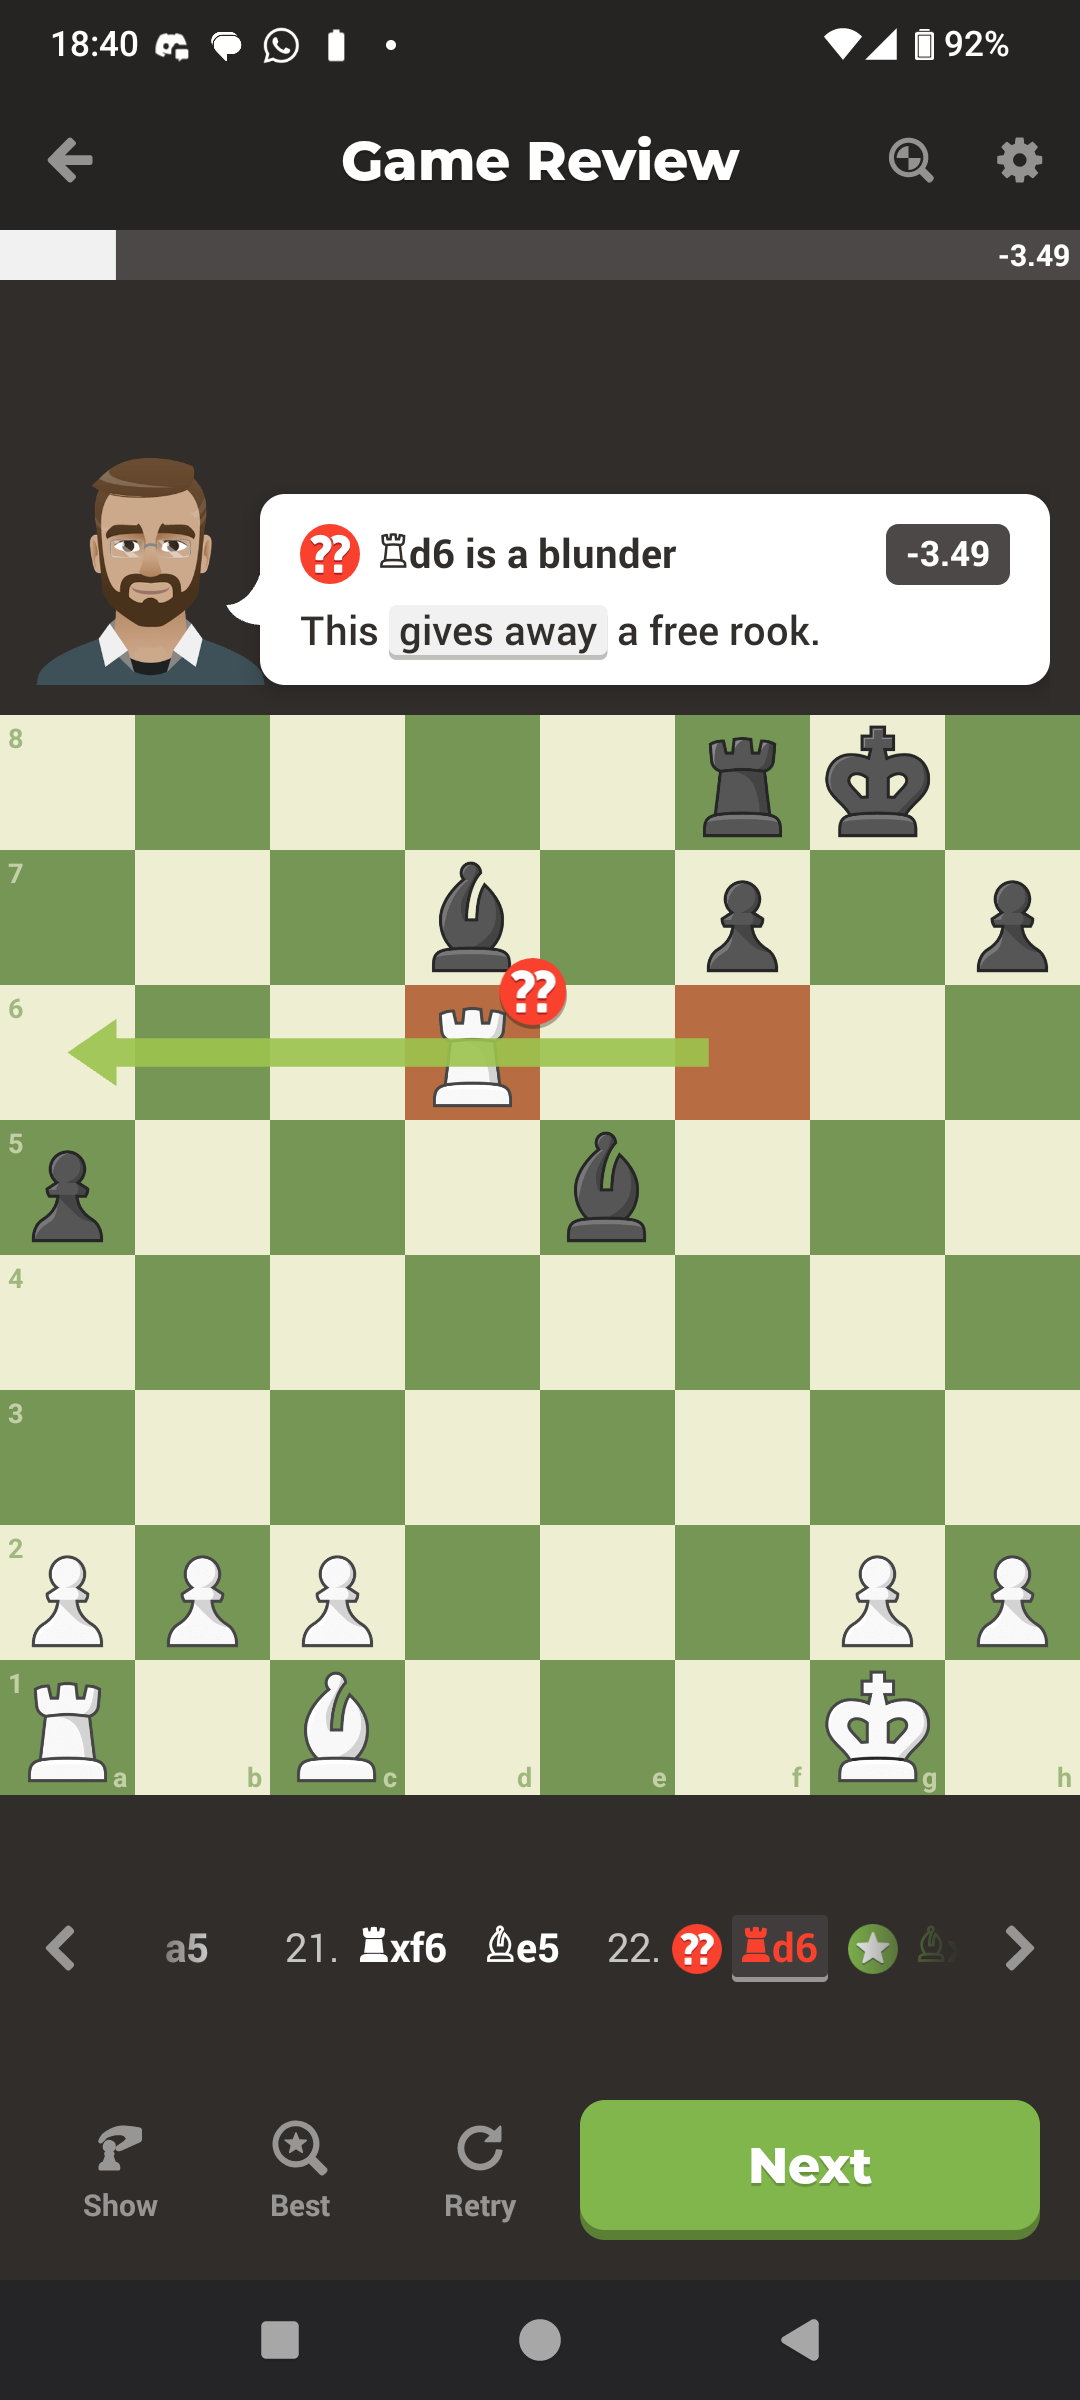 18:40 92%
Game Review
-3.49
?? ♖d6 is a blunder -3.49
This gives away a free rook.
8
7
??
6
5
4
3
2
1
a b c d e f g h
a5 21. ♜xf6 ♗e5 22. ?? ♜d6
Show Best Retry Next